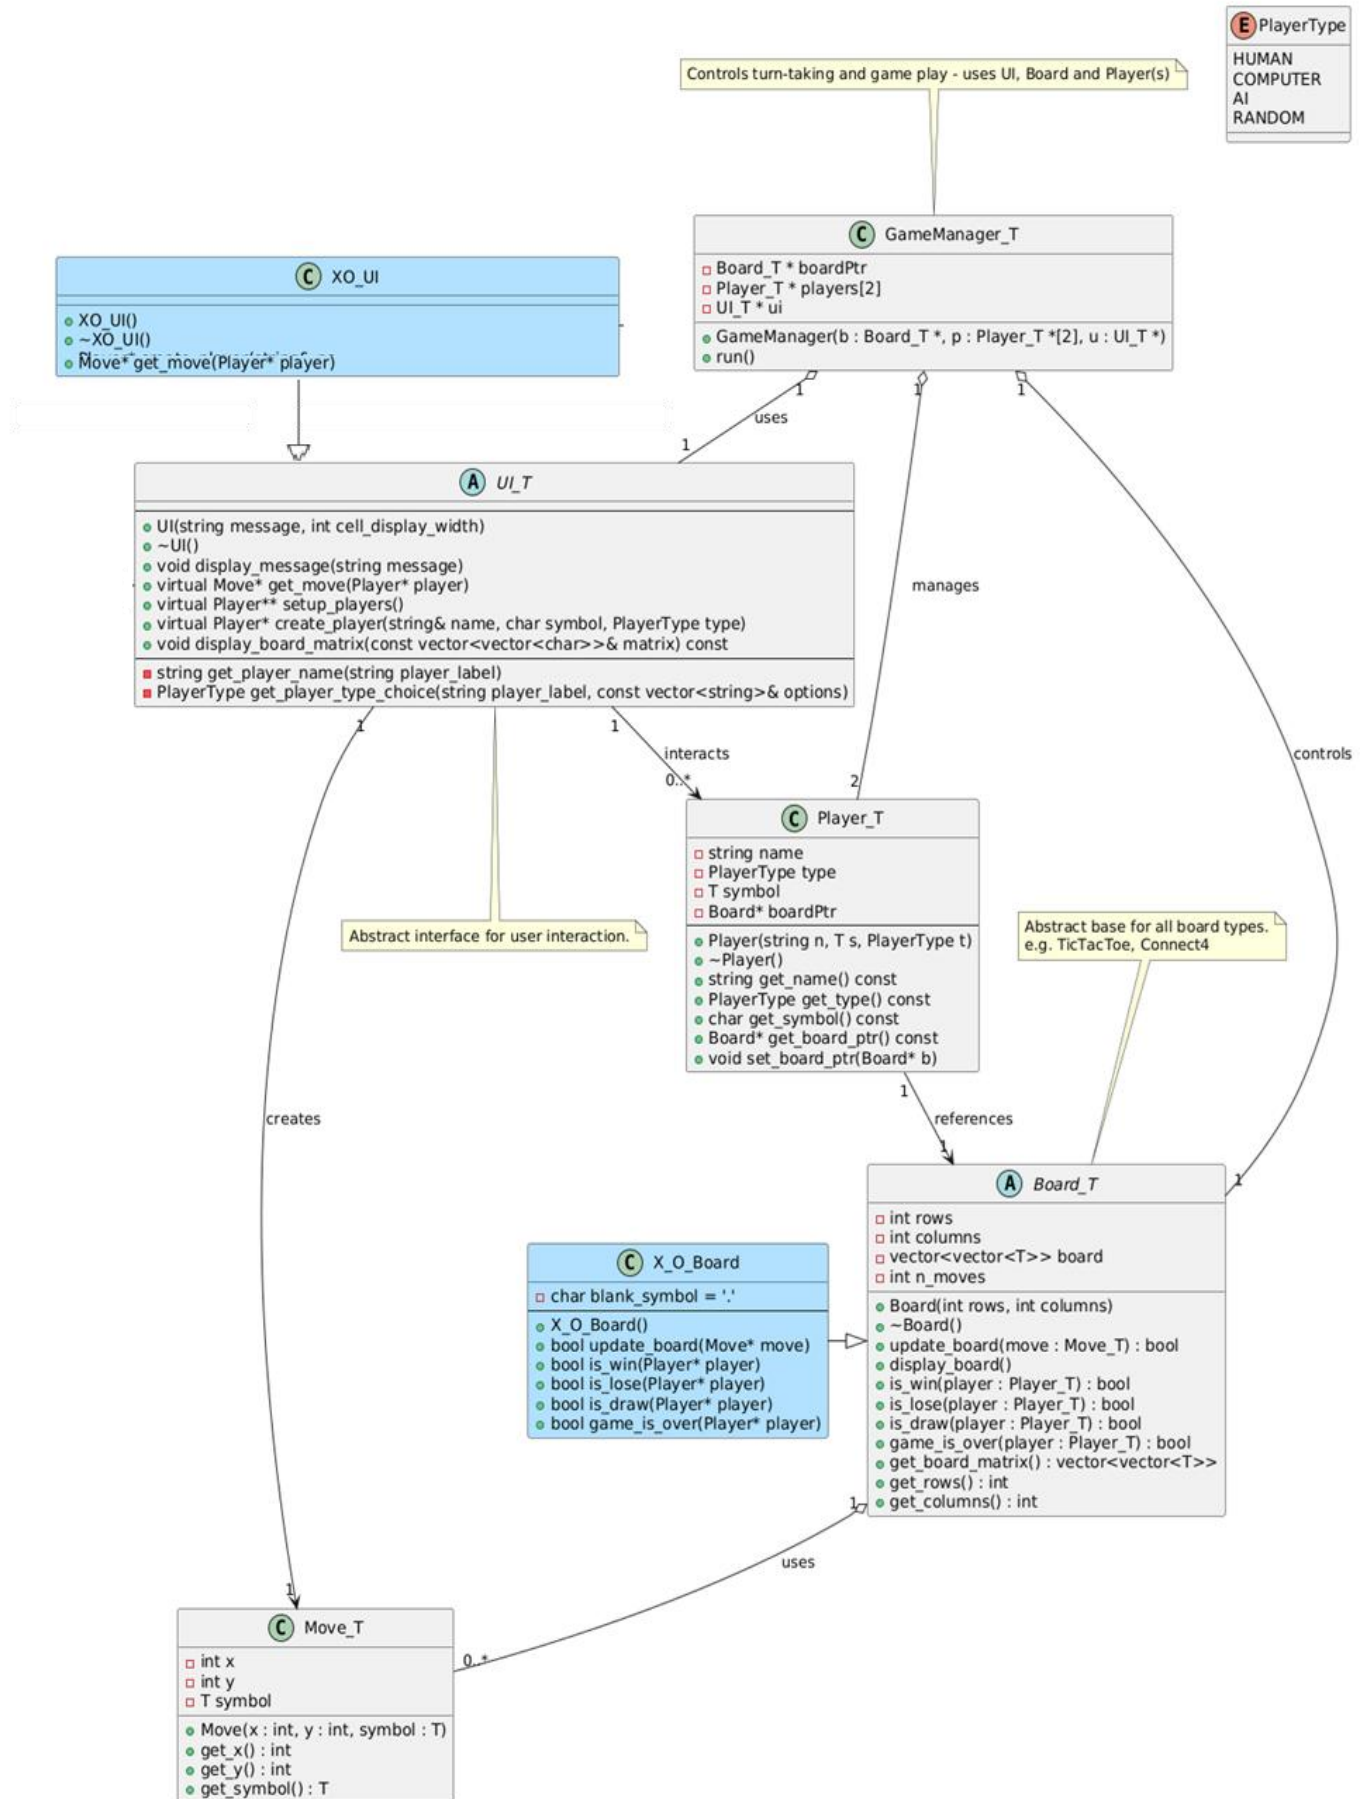 E PlayerType
HUMAN
COMPUTER
AI
RANDOM
Controls turn-taking and game play - uses UI, Board and Player(s)
C GameManager_T
Board_T * boardPtr
Player_T * players[2]
UI_T * ui
GameManager(b : Board_T *, p : Player_T *[2], u : UI_T *)
run()
C XO_UI
XO_UI()
~XO_UI()
Move* get_move(Player* player)
1
1
1
uses
1
A UI_T
UI(string message, int cell_display_width)
~UI()
void display_message(string message)
virtual Move* get_move(Player* player)
virtual Player** setup_players()
virtual Player* create_player(string& name, char symbol, PlayerType type)
void display_board_matrix(const vector<vector<char>>& matrix) const
string get_player_name(string player_label)
PlayerType get_player_type_choice(string player_label, const vector<string>& options)
manages
1
1
interacts
0..*
2
controls
C Player_T
string name
PlayerType type
T symbol
Board* boardPtr
Player(string n, T s, PlayerType t)
~Player()
string get_name() const
PlayerType get_type() const
char get_symbol() const
Board* get_board_ptr() const
void set_board_ptr(Board* b)
Abstract interface for user interaction.
Abstract base for all board types.
e.g. TicTacToe, Connect4
1
creates
references
1
1
A Board_T
int rows
int columns
vector<vector<T>> board
int n_moves
Board(int rows, int columns)
~Board()
update_board(move : Move_T) : bool
display_board()
is_win(player : Player_T) : bool
is_lose(player : Player_T) : bool
is_draw(player : Player_T) : bool
game_is_over(player : Player_T) : bool
get_board_matrix() : vector<vector<T>>
get_rows() : int
get_columns() : int
C X_O_Board
char blank_symbol = '.'
X_O_Board()
bool update_board(Move* move)
bool is_win(Player* player)
bool is_lose(Player* player)
bool is_draw(Player* player)
bool game_is_over(Player* player)
1
uses
1
0..*
C Move_T
int x
int y
T symbol
Move(x : int, y : int, symbol : T)
get_x() : int
get_y() : int
get_symbol() : T